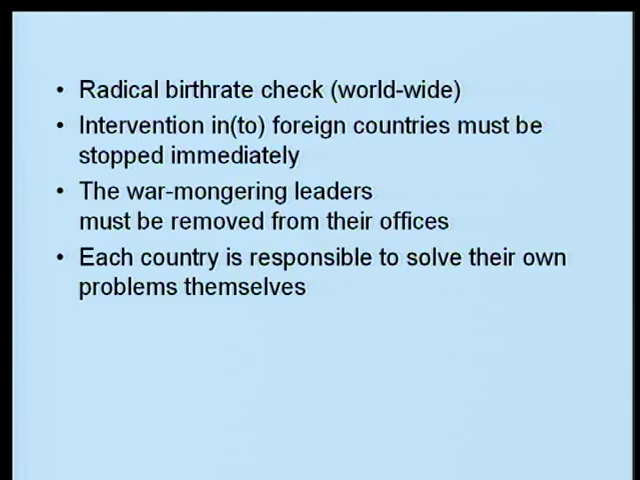 • Radical birthrate check (world-wide)
• Intervention in(to) foreign countries must be
stopped immediately
• The war-mongering leaders
must be removed from their offices
• Each country is responsible to solve their own
problems themselves